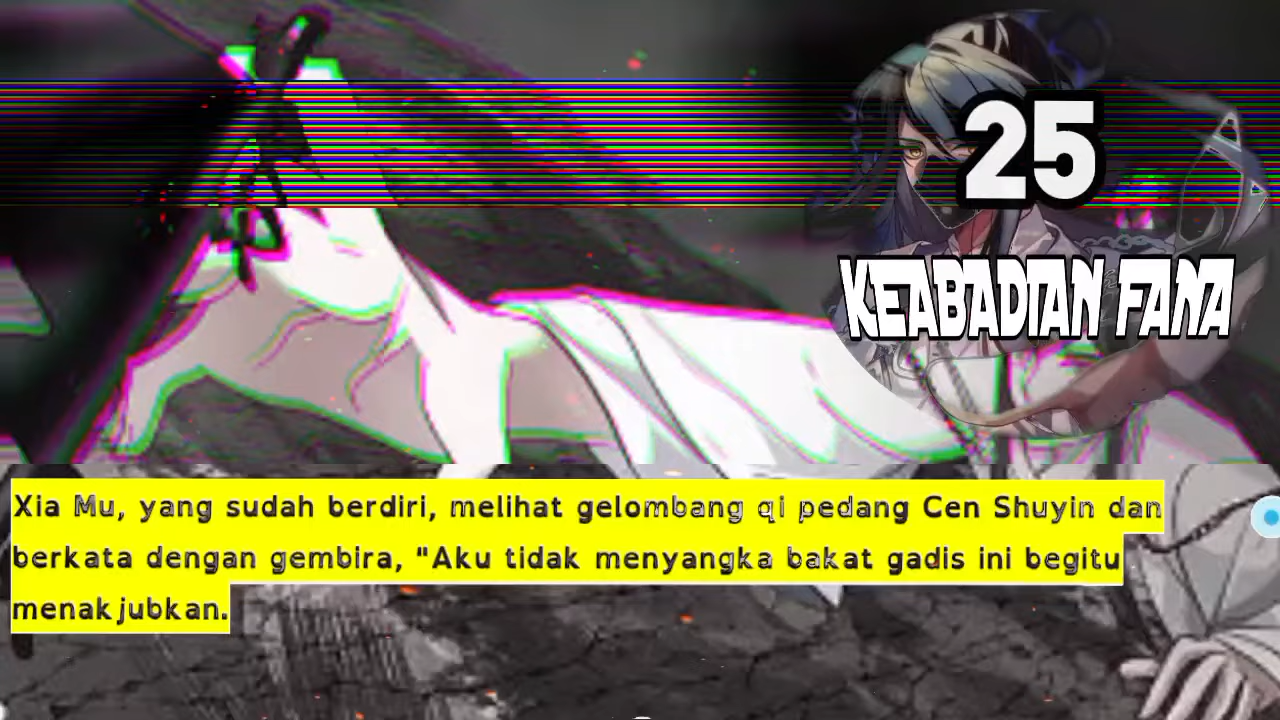 25
KEABADIAN FANA
Xia Mu, yang sudah berdiri, melihat gelombang qi pedang Cen Shuyin dan
berkata dengan gembira, "Aku tidak menyangka bakat gadis ini begitu
menakjubkan.